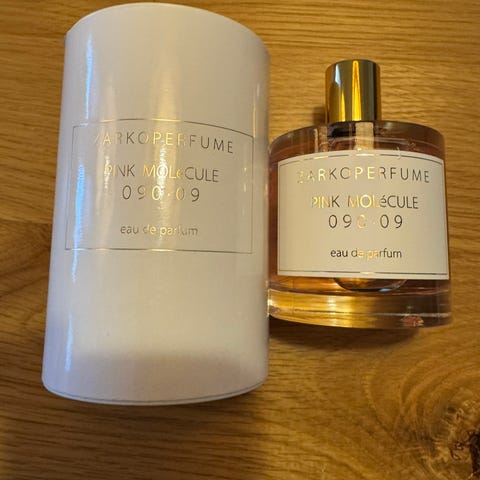 ZARKOPERFUME
PINK MOLéCULE
090·09
eau de parfum
ZARKOPERFUME
PINK MOLéCULE
090·09
eau de parfum